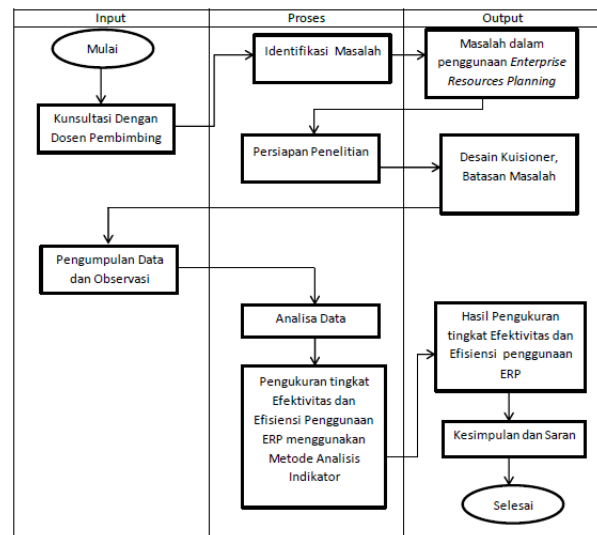 Input
Proses
Output
Mulai
Identifikasi Masalah
Masalah dalam
penggunaan Enterprise
Resources Planning
Kunsultasi Dengan
Dosen Pembimbing
Persiapan Penelitian
Desain Kuisioner,
Batasan Masalah
Pengumpulan Data
dan Observasi
Analisa Data
Pengukuran tingkat
Efektivitas dan
Efisiensi Penggunaan
ERP menggunakan
Metode Analisis
Indikator
Hasil Pengukuran
tingkat Efektivitas dan
Efisiensi penggunaan
ERP
Kesimpulan dan Saran
Selesai